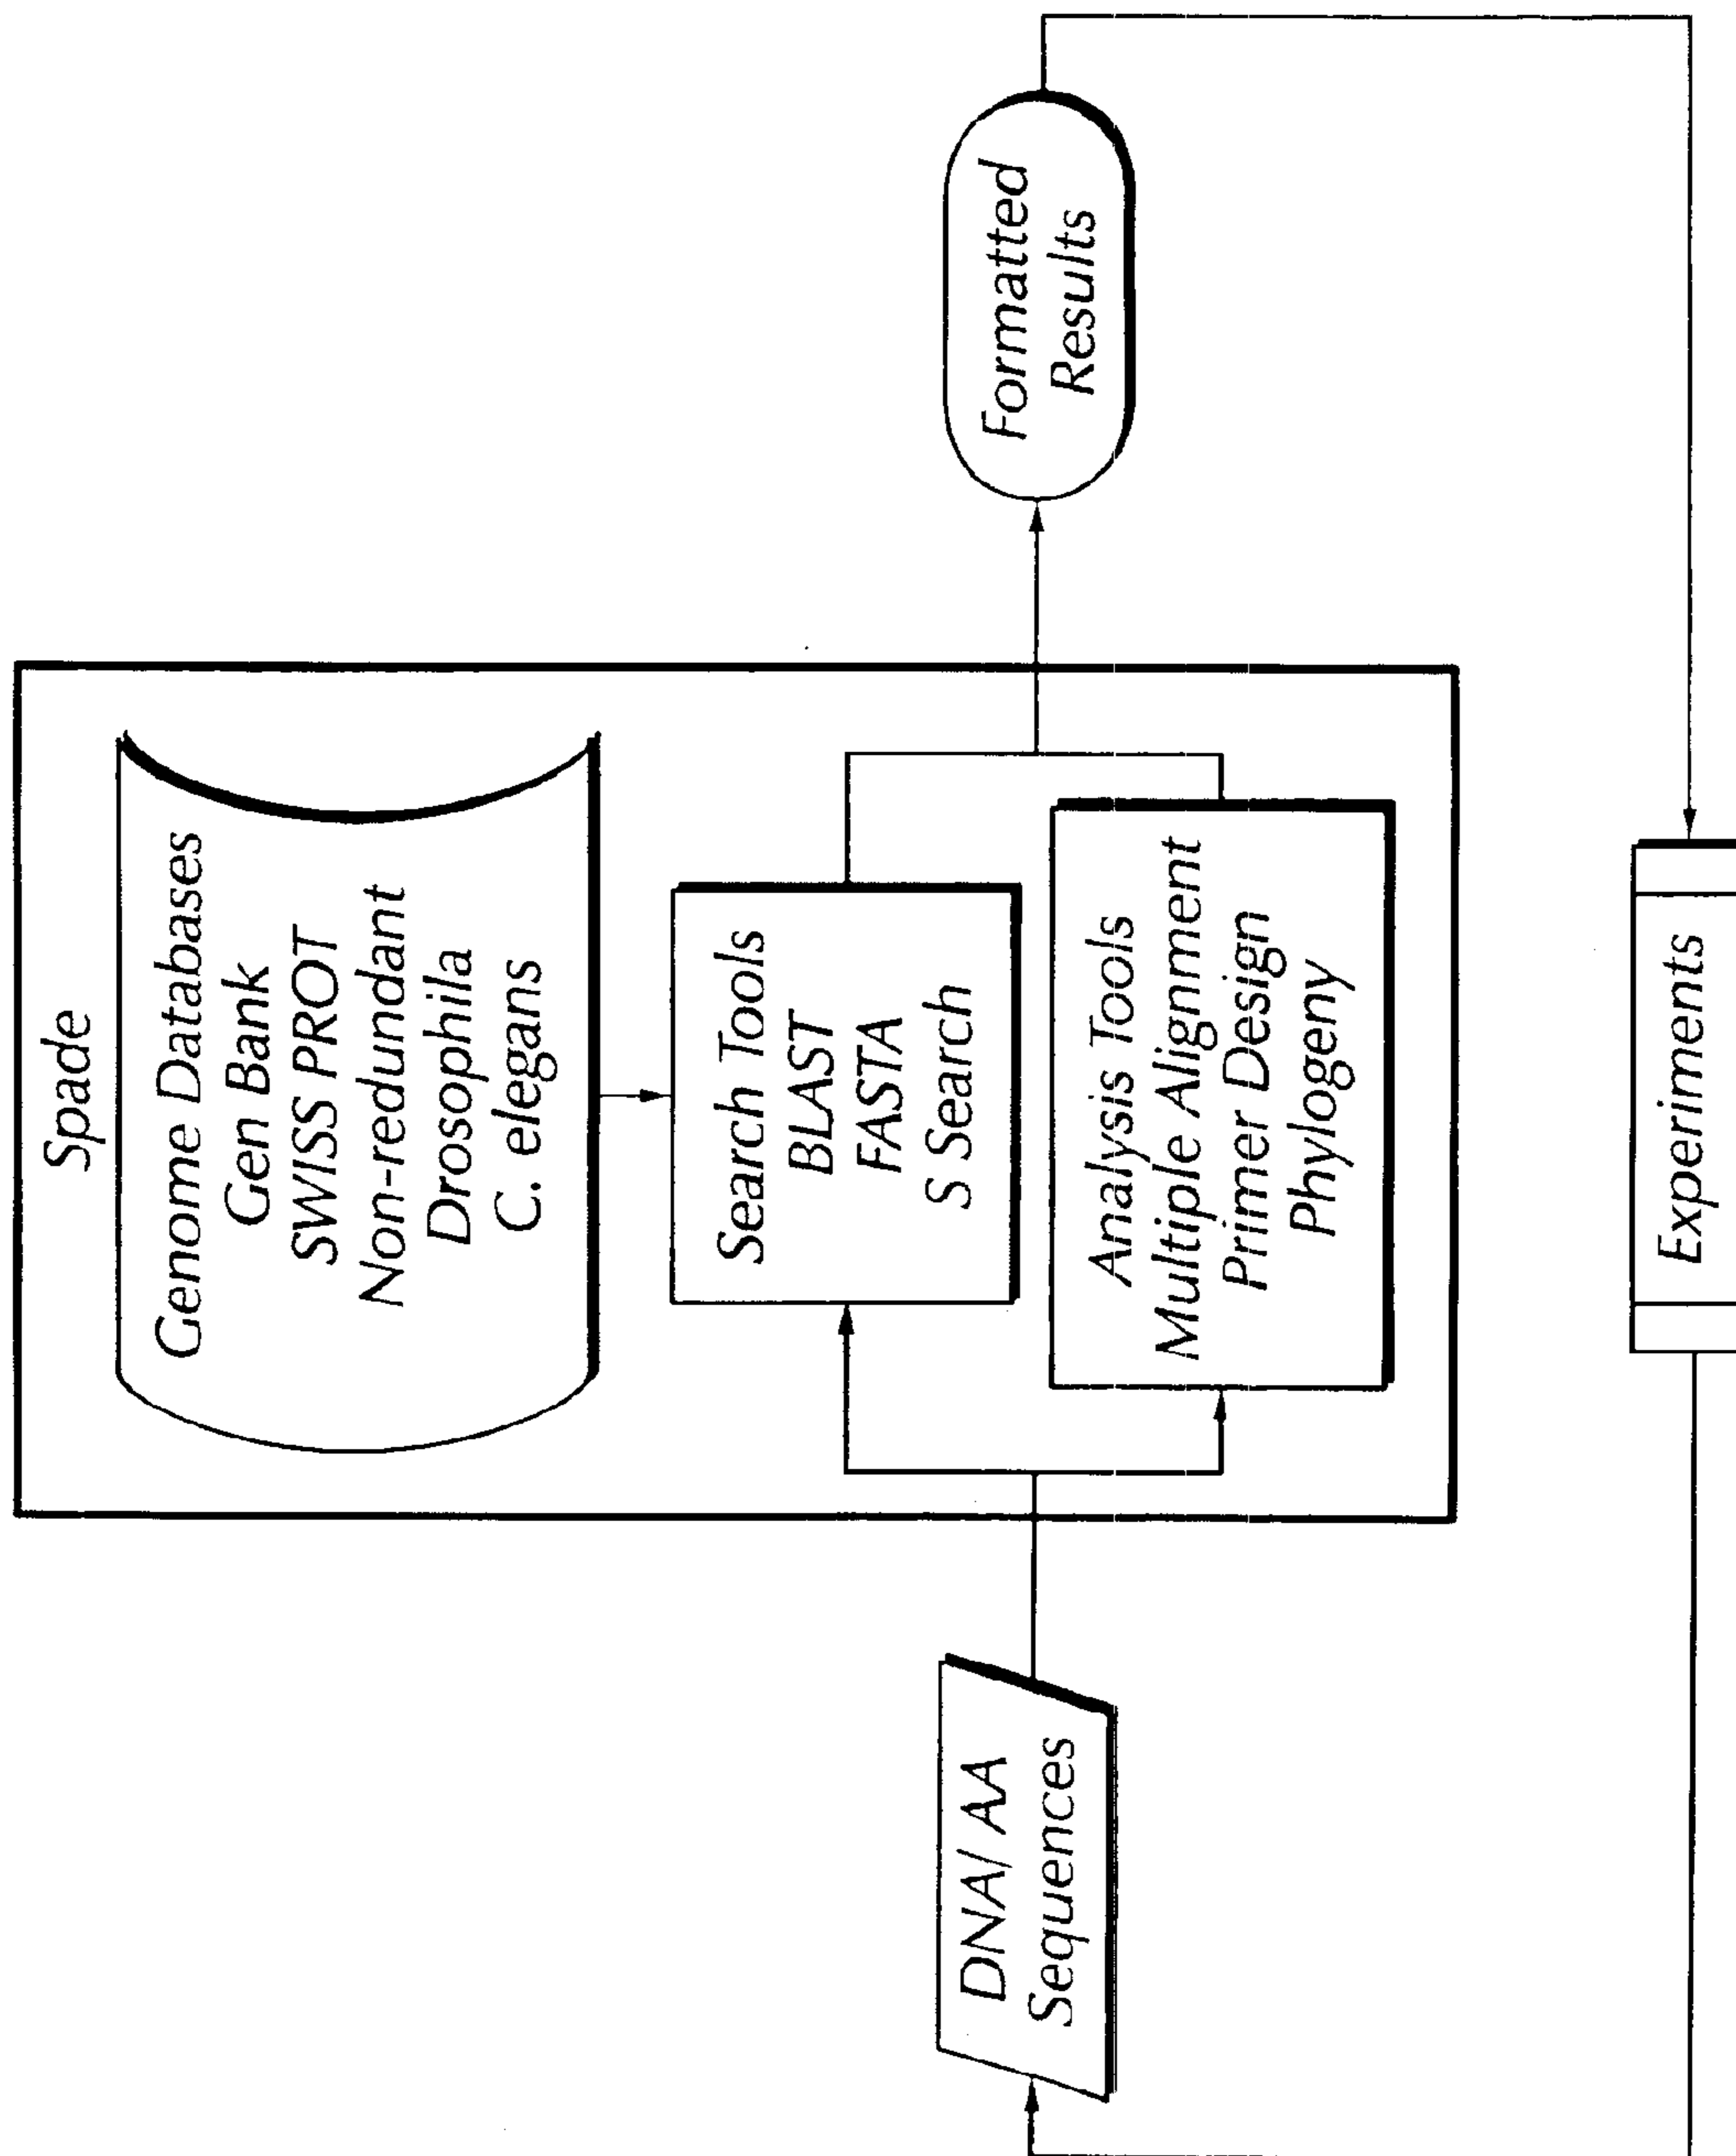 Spade
Genome Databases
Gen Bank
SWISS PROT
Non-redundant
Drosophila
C. elegans
Search Tools
BLAST
FASTA
S Search
Analysis Tools
Multiple Alignment
Primer Design
Phylogeny
DNA/ AA
Sequences
Formatted
Results
Experiments